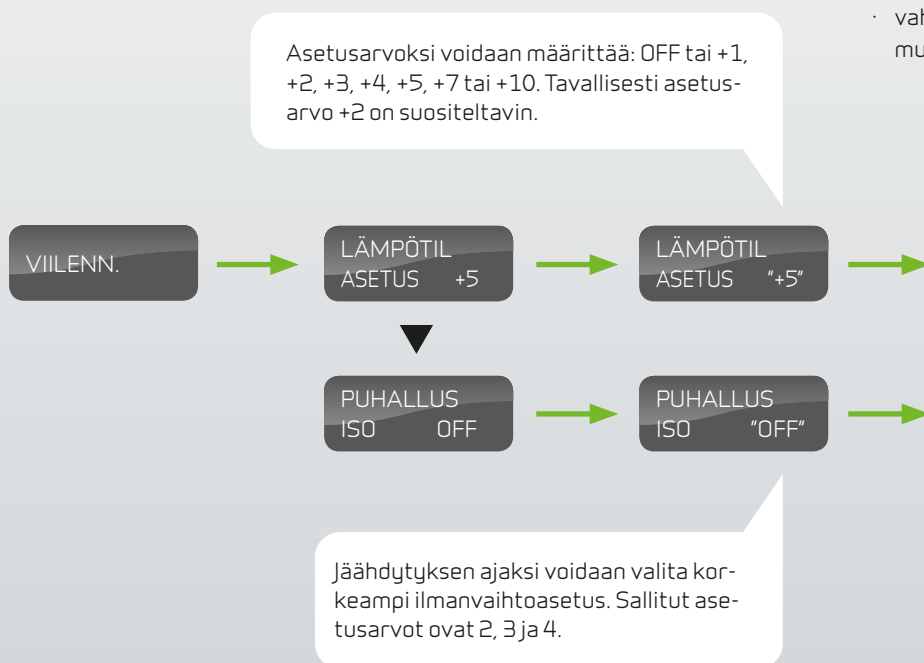 Asetusarvoksi voidaan määrittää: OFF tai +1,
+2, +3, +4, +5, +7 tai +10. Tavallisesti asetus-
arvo +2 on suositeltavin.
VIILENN.
LÄMPÖTIL
ASETUS +5
LÄMPÖTIL
ASETUS "+5"
PUHALLUS
ISO OFF
PUHALLUS
ISO "OFF"
Jäähdytyksen ajaksi voidaan valita kor-
keampi ilmanvaihtoasetus. Sallitut ase-
tusarvot ovat 2, 3 ja 4.